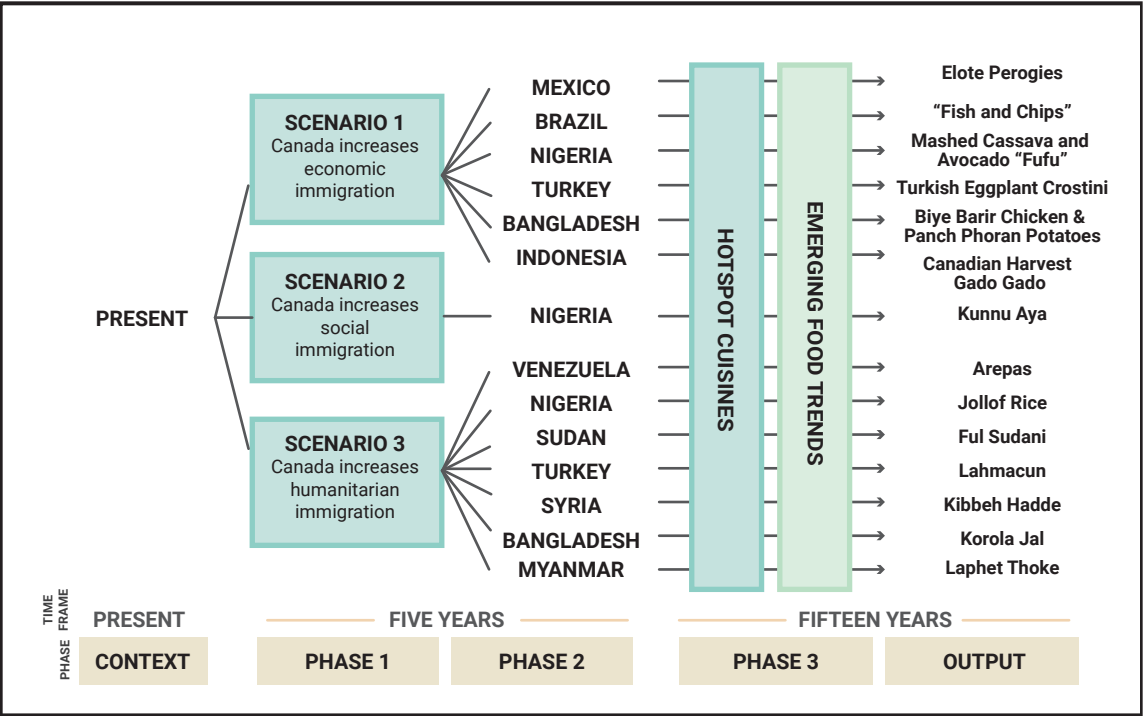 PRESENT
SCENARIO 1
Canada increases
economic
immigration
SCENARIO 2
Canada increases
social
immigration
SCENARIO 3
Canada increases
humanitarian
immigration
MEXICO
BRAZIL
NIGERIA
TURKEY
BANGLADESH
INDONESIA
NIGERIA
VENEZUELA
NIGERIA
SUDAN
TURKEY
SYRIA
BANGLADESH
MYANMAR
HOTSPOT CUISINES
EMERGING FOOD TRENDS
Elote Perogies
“Fish and Chips”
Mashed Cassava and
Avocado “Fufu”
Turkish Eggplant Crostini
Biye Barir Chicken &
Panch Phoran Potatoes
Canadian Harvest
Gado Gado
Kunnu Aya
Arepas
Jollof Rice
Ful Sudani
Lahmacun
Kibbeh Hadde
Korola Jal
Laphet Thoke
TIME
FRAME
PRESENT
FIVE YEARS
FIFTEEN YEARS
PHASE
CONTEXT
PHASE 1
PHASE 2
PHASE 3
OUTPUT